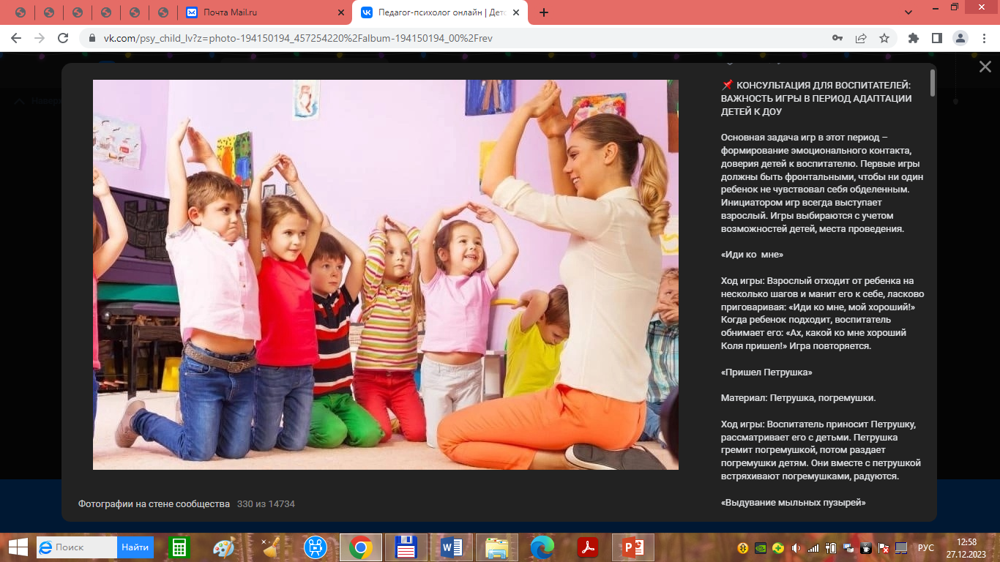 Почта Mail.ru
Педагог-психолог онлайн | Детс
vk.com/psy_child_lv?z=photo-194150194_457254220%2Falbum-194150194_00%2Frev
КОНСУЛЬТАЦИЯ ДЛЯ ВОСПИТАТЕЛЕЙ:
ВАЖНОСТЬ ИГРЫ В ПЕРИОД АДАПТАЦИИ
ДЕТЕЙ К ДОУ
Основная задача игр в этот период –
формирование эмоционального контакта,
доверия детей к воспитателю. Первые игры
должны быть фронтальными, чтобы ни один
ребенок не чувствовал себя обделенным.
Инициатором игр всегда выступает
взрослый. Игры выбираются с учетом
возможностей детей, места проведения.
«Иди ко мне»
Ход игры: Взрослый отходит от ребенка на
несколько шагов и манит его к себе, ласково
приговаривая: «Иди ко мне, мой хороший!»
Когда ребенок подходит, воспитатель
обнимает его: «Ах, какой ко мне хороший
Коля пришел!» Игра повторяется.
«Пришел Петрушка»
Материал: Петрушка, погремушки.
Ход игры: Воспитатель приносит Петрушку,
рассматривает его с детьми. Петрушка
гремит погремушкой, потом раздает
погремушки детям. Они вместе с петрушкой
встряхивают погремушками, радуются.
«Выдувание мыльных пузырей»
Фотографии на стене сообщества 330 из 14734
Поиск
Найти
РУС
12:58
27.12.2023